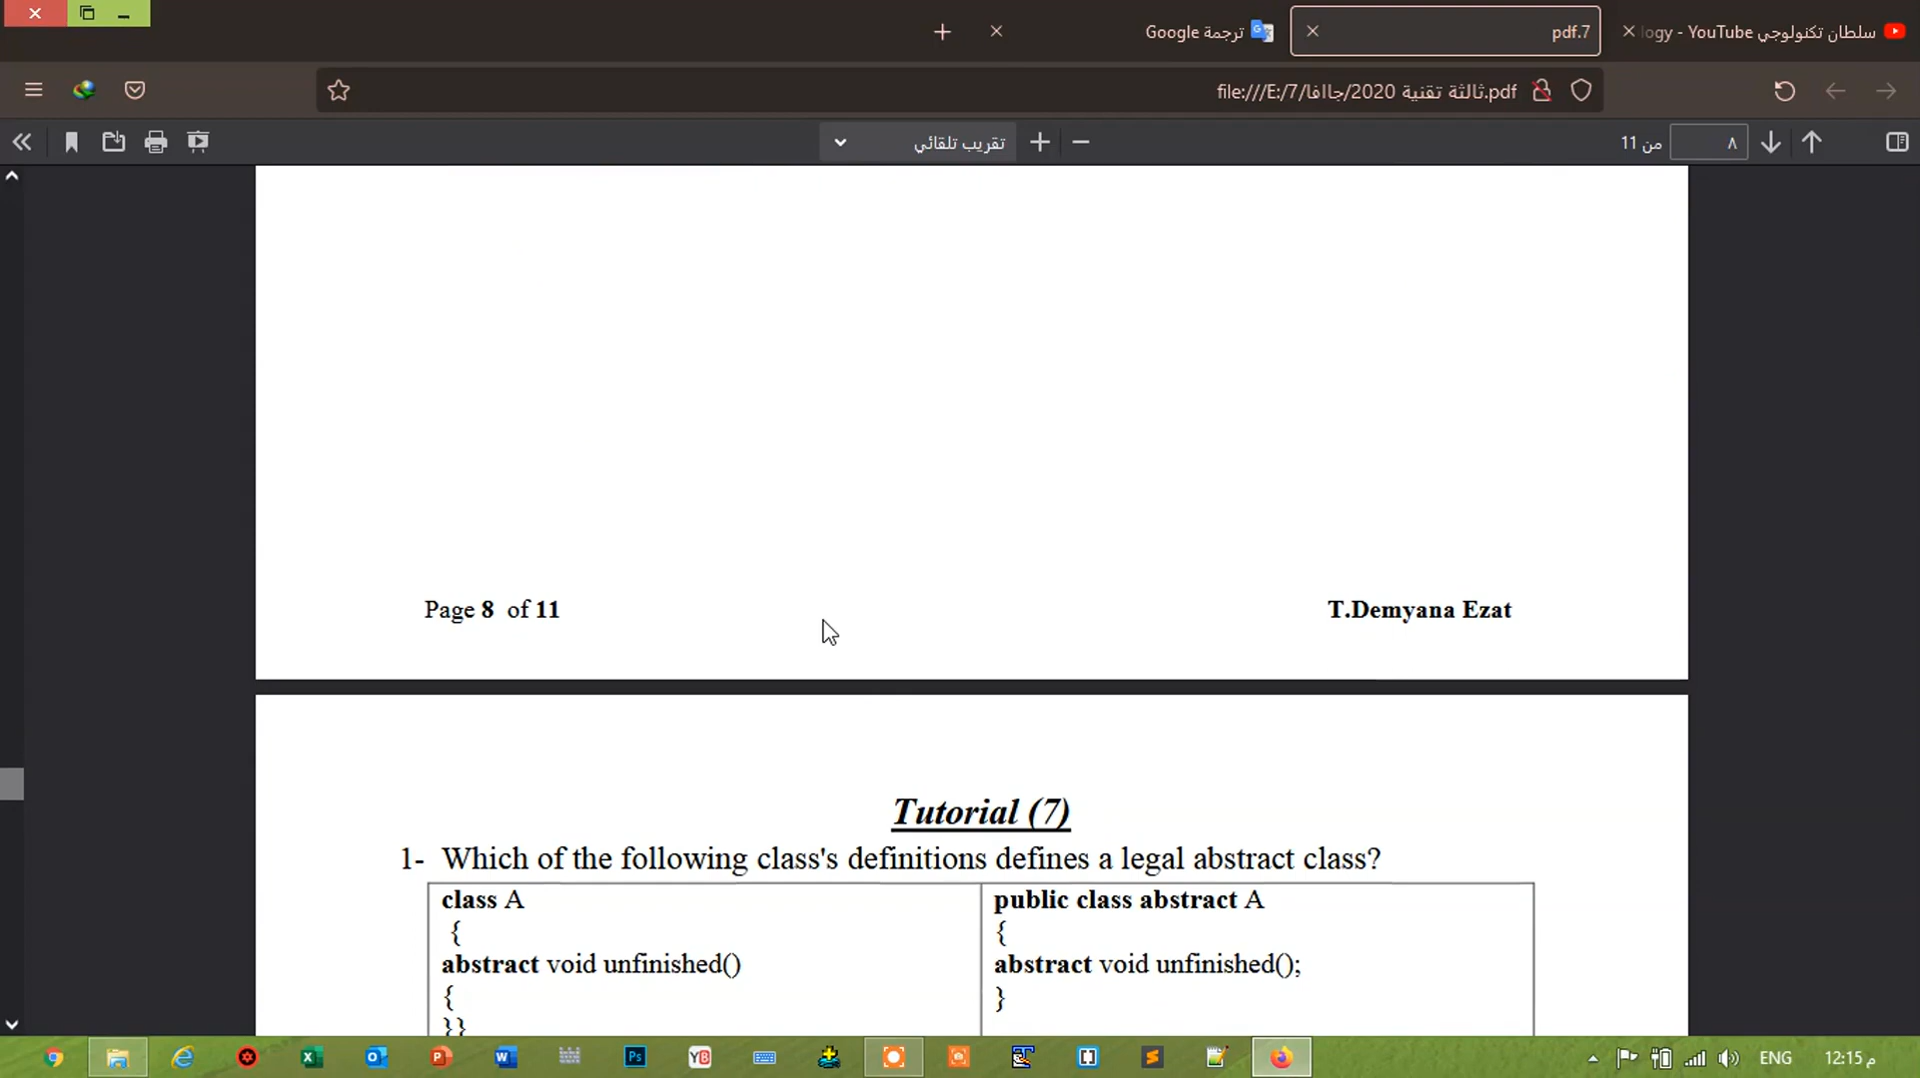 سلطان تكنولوجي logy - YouTube
7.pdf
ترجمة Google
file:///E:/7/جاافا/2020 ثالثة تقنية.pdf
٨
من 11
تقريب تلقائي
Page 8 of 11
T.Demyana Ezat
Tutorial (7)
1- Which of the following class's definitions defines a legal abstract class?
class A
{
abstract void unfinished()
{
}}
public class abstract A
{
abstract void unfinished();
}
ENG
12:15 م